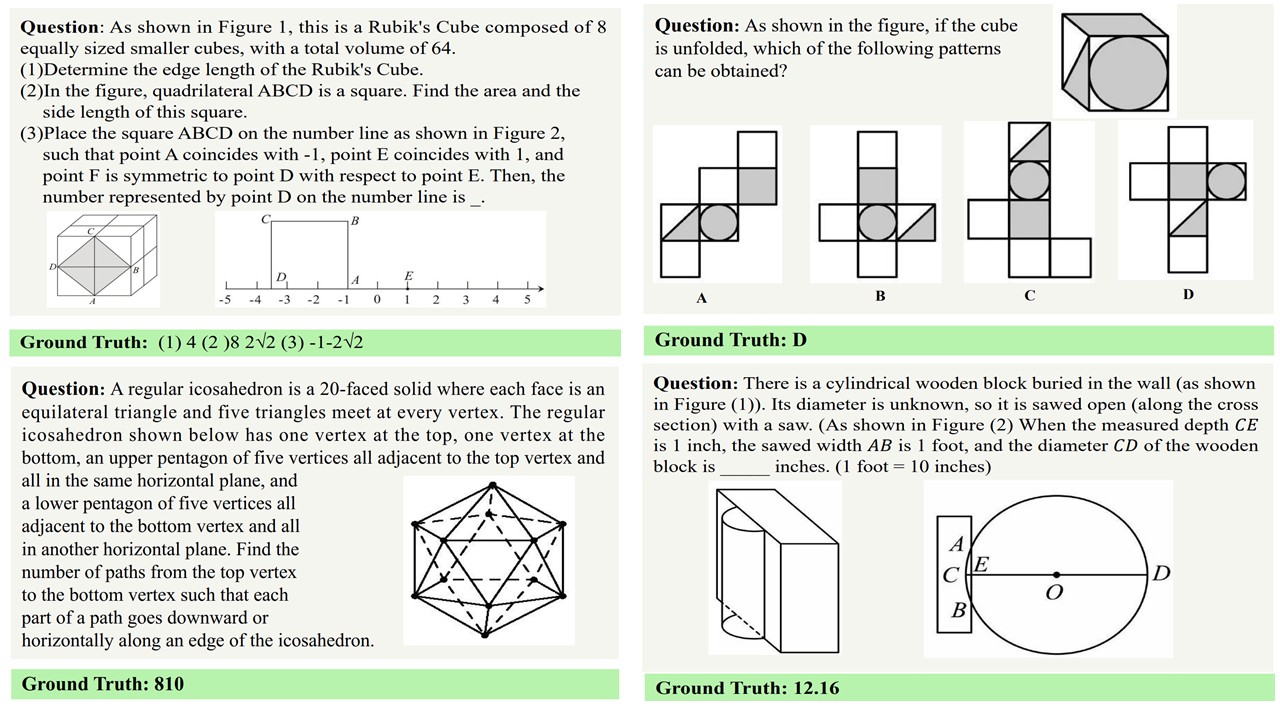 Question: As shown in Figure 1, this is a Rubik's Cube composed of 8
equally sized smaller cubes, with a total volume of 64.
(1)Determine the edge length of the Rubik's Cube.
(2)In the figure, quadrilateral ABCD is a square. Find the area and the
side length of this square.
(3)Place the square ABCD on the number line as shown in Figure 2,
such that point A coincides with -1, point E coincides with 1, and
point F is symmetric to point D with respect to point E. Then, the
number represented by point D on the number line is _.
C
D
B
A
C
B
D
A
E
-5 -4 -3 -2 -1 0 1 2 3 4 5
Ground Truth: (1) 4 (2 )8 2√2 (3) -1-2√2
Question: As shown in the figure, if the cube
is unfolded, which of the following patterns
can be obtained?
A B C D
Ground Truth: D
Question: A regular icosahedron is a 20-faced solid where each face is an
equilateral triangle and five triangles meet at every vertex. The regular
icosahedron shown below has one vertex at the top, one vertex at the
bottom, an upper pentagon of five vertices all adjacent to the top vertex and
all in the same horizontal plane, and
a lower pentagon of five vertices all
adjacent to the bottom vertex and all
in another horizontal plane. Find the
number of paths from the top vertex
to the bottom vertex such that each
part of a path goes downward or
horizontally along an edge of the icosahedron.
Ground Truth: 810
Question: There is a cylindrical wooden block buried in the wall (as shown
in Figure (1)). Its diameter is unknown, so it is sawed open (along the cross
section) with a saw. (As shown in Figure (2) When the measured depth CE
is 1 inch, the sawed width AB is 1 foot, and the diameter CD of the wooden
block is _____ inches. (1 foot = 10 inches)
A
C
E
B
O
D
Ground Truth: 12.16